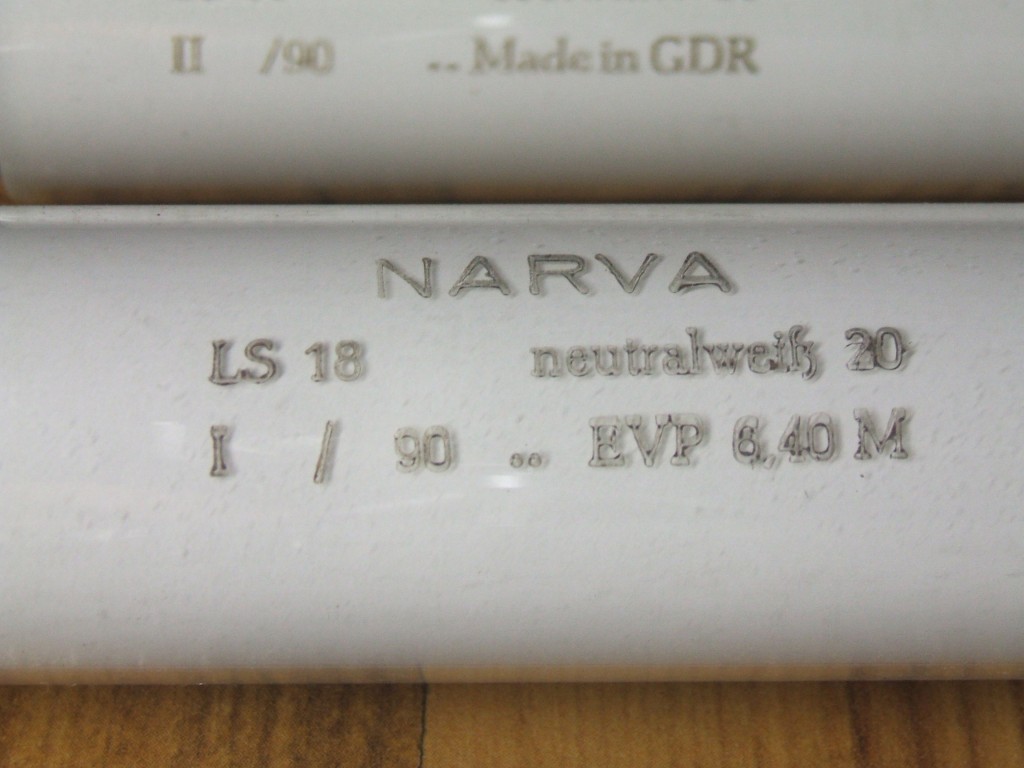 II /90 .. Made in GDR
NARVA
LS 18 neutralweiß 20
I / 90 .. EVP 6,40 M